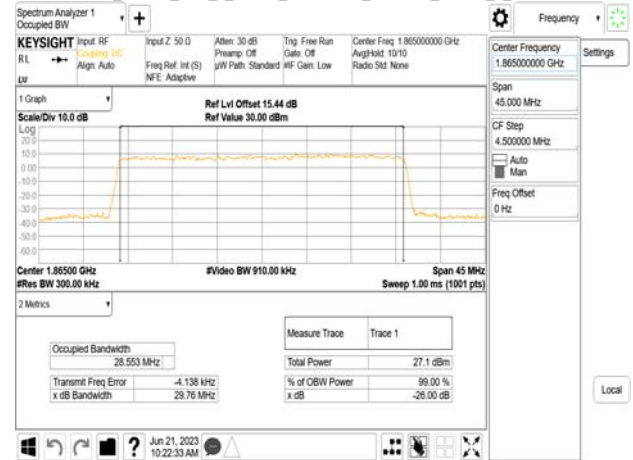 Spectrum Analyzer 1
Occupied BW
Frequency
KEYSIGHT
RL
Input: RF
Coupling: DC
Align: Auto
Input Z: 50 Ω
Freq Ref: Int (S)
NFE: Adaptive
Atten: 30 dB
Preamp: Off
µW Path: Standard
Trig: Free Run
Gate: Off
#IF Gain: Low
Center Freq: 1.865000000 GHz
Avg|Hold: 10/10
Radio Std: None
Center Frequency
1.865000000 GHz
Settings
Span
45.000 MHz
CF Step
4.500000 MHz
Auto
Man
Freq Offset
0 Hz
1 Graph
Scale/Div 10.0 dB
Ref Lvl Offset 15.44 dB
Ref Value 30.00 dBm
Log
20.0
10.0
0.00
-10.0
-20.0
-30.0
-40.0
-50.0
-60.0
Center 1.86500 GHz
#Video BW 910.00 kHz
Span 45 MHz
#Res BW 300.00 kHz
Sweep 1.00 ms (1001 pts)
2 Metrics
Measure Trace
Trace 1
Occupied Bandwidth
28.553 MHz
Total Power
27.1 dBm
Transmit Freq Error
-4.138 kHz
% of OBW Power
99.00 %
x dB Bandwidth
29.76 MHz
x dB
-26.00 dB
Local
?
Jun 21, 2023
10:22:33 AM